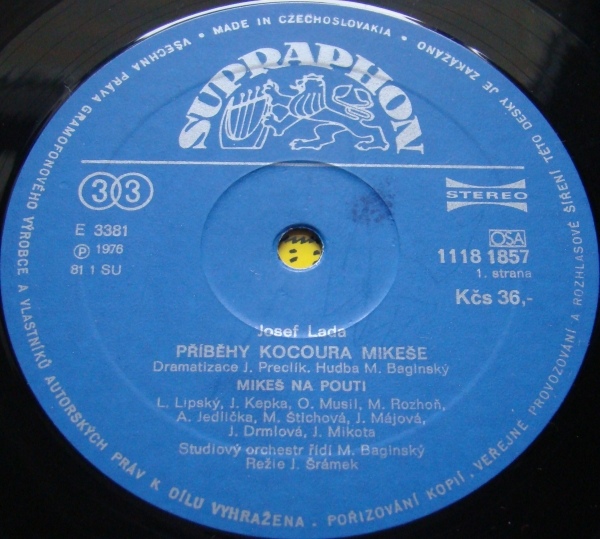 VŠECHNA PRÁVA GRAMOFONOVÉHO VÝROBCE A VLASTNÍKŮ AUTORSKÝCH PRÁV K DÍLU VYHRAŽENA . POŘIZOVÁNÍ KOPIÍ, VEŘEJNÉ PROVOZOVÁNÍ A ROZHLASOVÉ ŠÍŘENÍ TÉTO DESKY JE ZAKÁZÁNO
• MADE IN CZECHOSLOVAKIA •
SUPRAPHON
33
STEREO
E 3381
℗ 1976
81 1 SU
OSA
1118 1857
1. strana
Kčs 36,-
Josef Lada
PŘÍBĚHY KOCOURA MIKEŠE
Dramatizace J. Preclík. Hudba M. Baginský
MIKEŠ NA POUTI
L. Lipský, J. Kepka, O. Musil, M. Rozhoň,
A. Jedlička, M. Štichová, J. Májová,
J. Drmlová, J. Mikota
Studiový orchestr řídí M. Baginský
Režie J. Šrámek